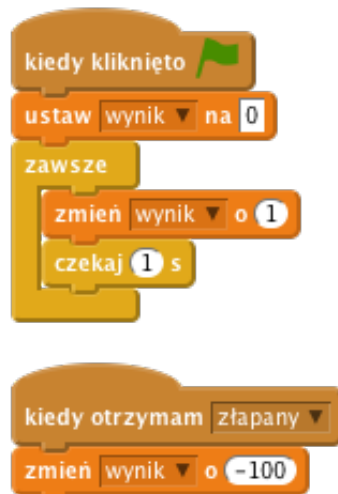 kiedy kliknięto
ustaw wynik na 0
zawsze
zmień wynik o 1
czekaj 1 s
kiedy otrzymam złapany
zmień wynik o -100